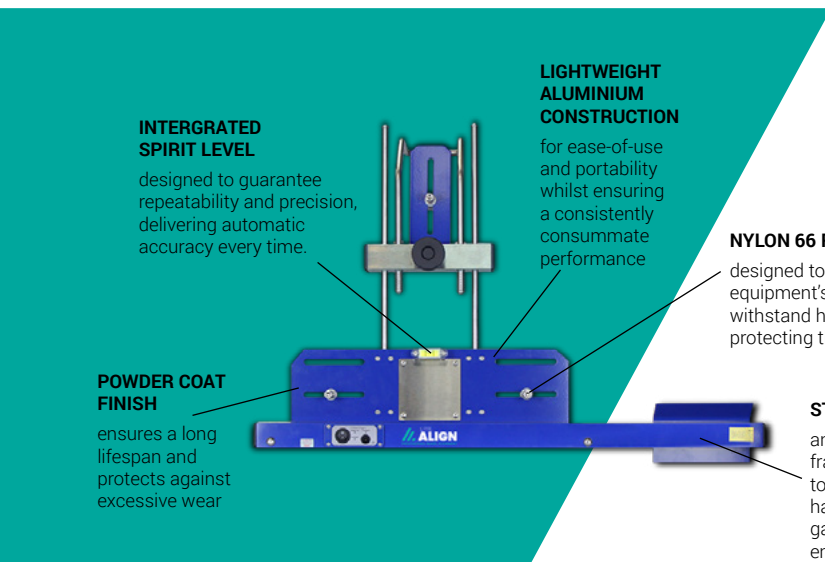 INTERGRATED
SPIRIT LEVEL
designed to guarantee
repeatability and precision,
delivering automatic
accuracy every time.
LIGHTWEIGHT
ALUMINIUM
CONSTRUCTION
for ease-of-use
and portability
whilst ensuring
a consistently
consummate
performance
NYLON 66
designed to
equipment's
withstand
protecting
POWDER COAT
FINISH
ensures a long
lifespan and
protects against
excessive wear
ALIGN